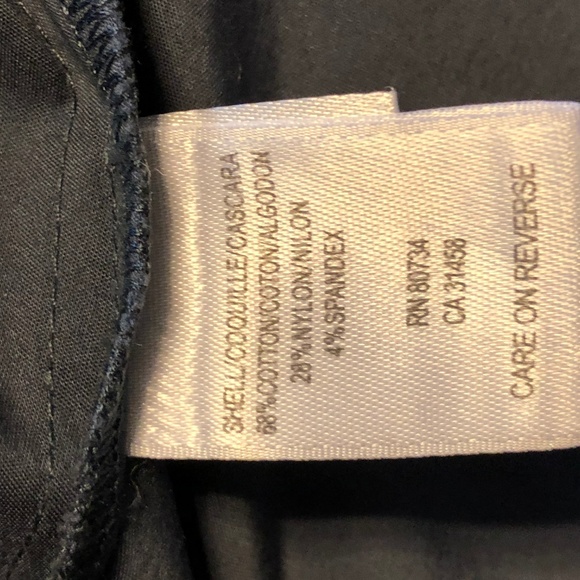 SHELL/COQUILLE/CASCARA
68%COTTON/COTON/ALGODON
28%NYLON/NILON
4%SPANDEX
RN 80734
CA 31458
CARE ON REVERSE